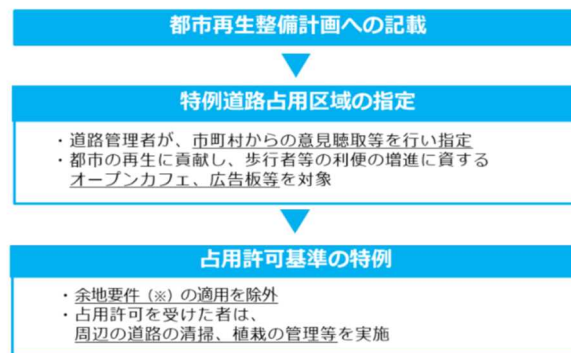 都市再生整備計画への記載
特例道路占用区域の指定
・道路管理者が、市町村からの意見聴取等を行い指定
・都市の再生に貢献し、歩行者等の利便の増進に資する
オープンカフェ、広告板等を対象
占用許可基準の特例
・余地要件（※）の適用を除外
・占用許可を受けた者は、
周辺の道路の清掃、植栽の管理等を実施